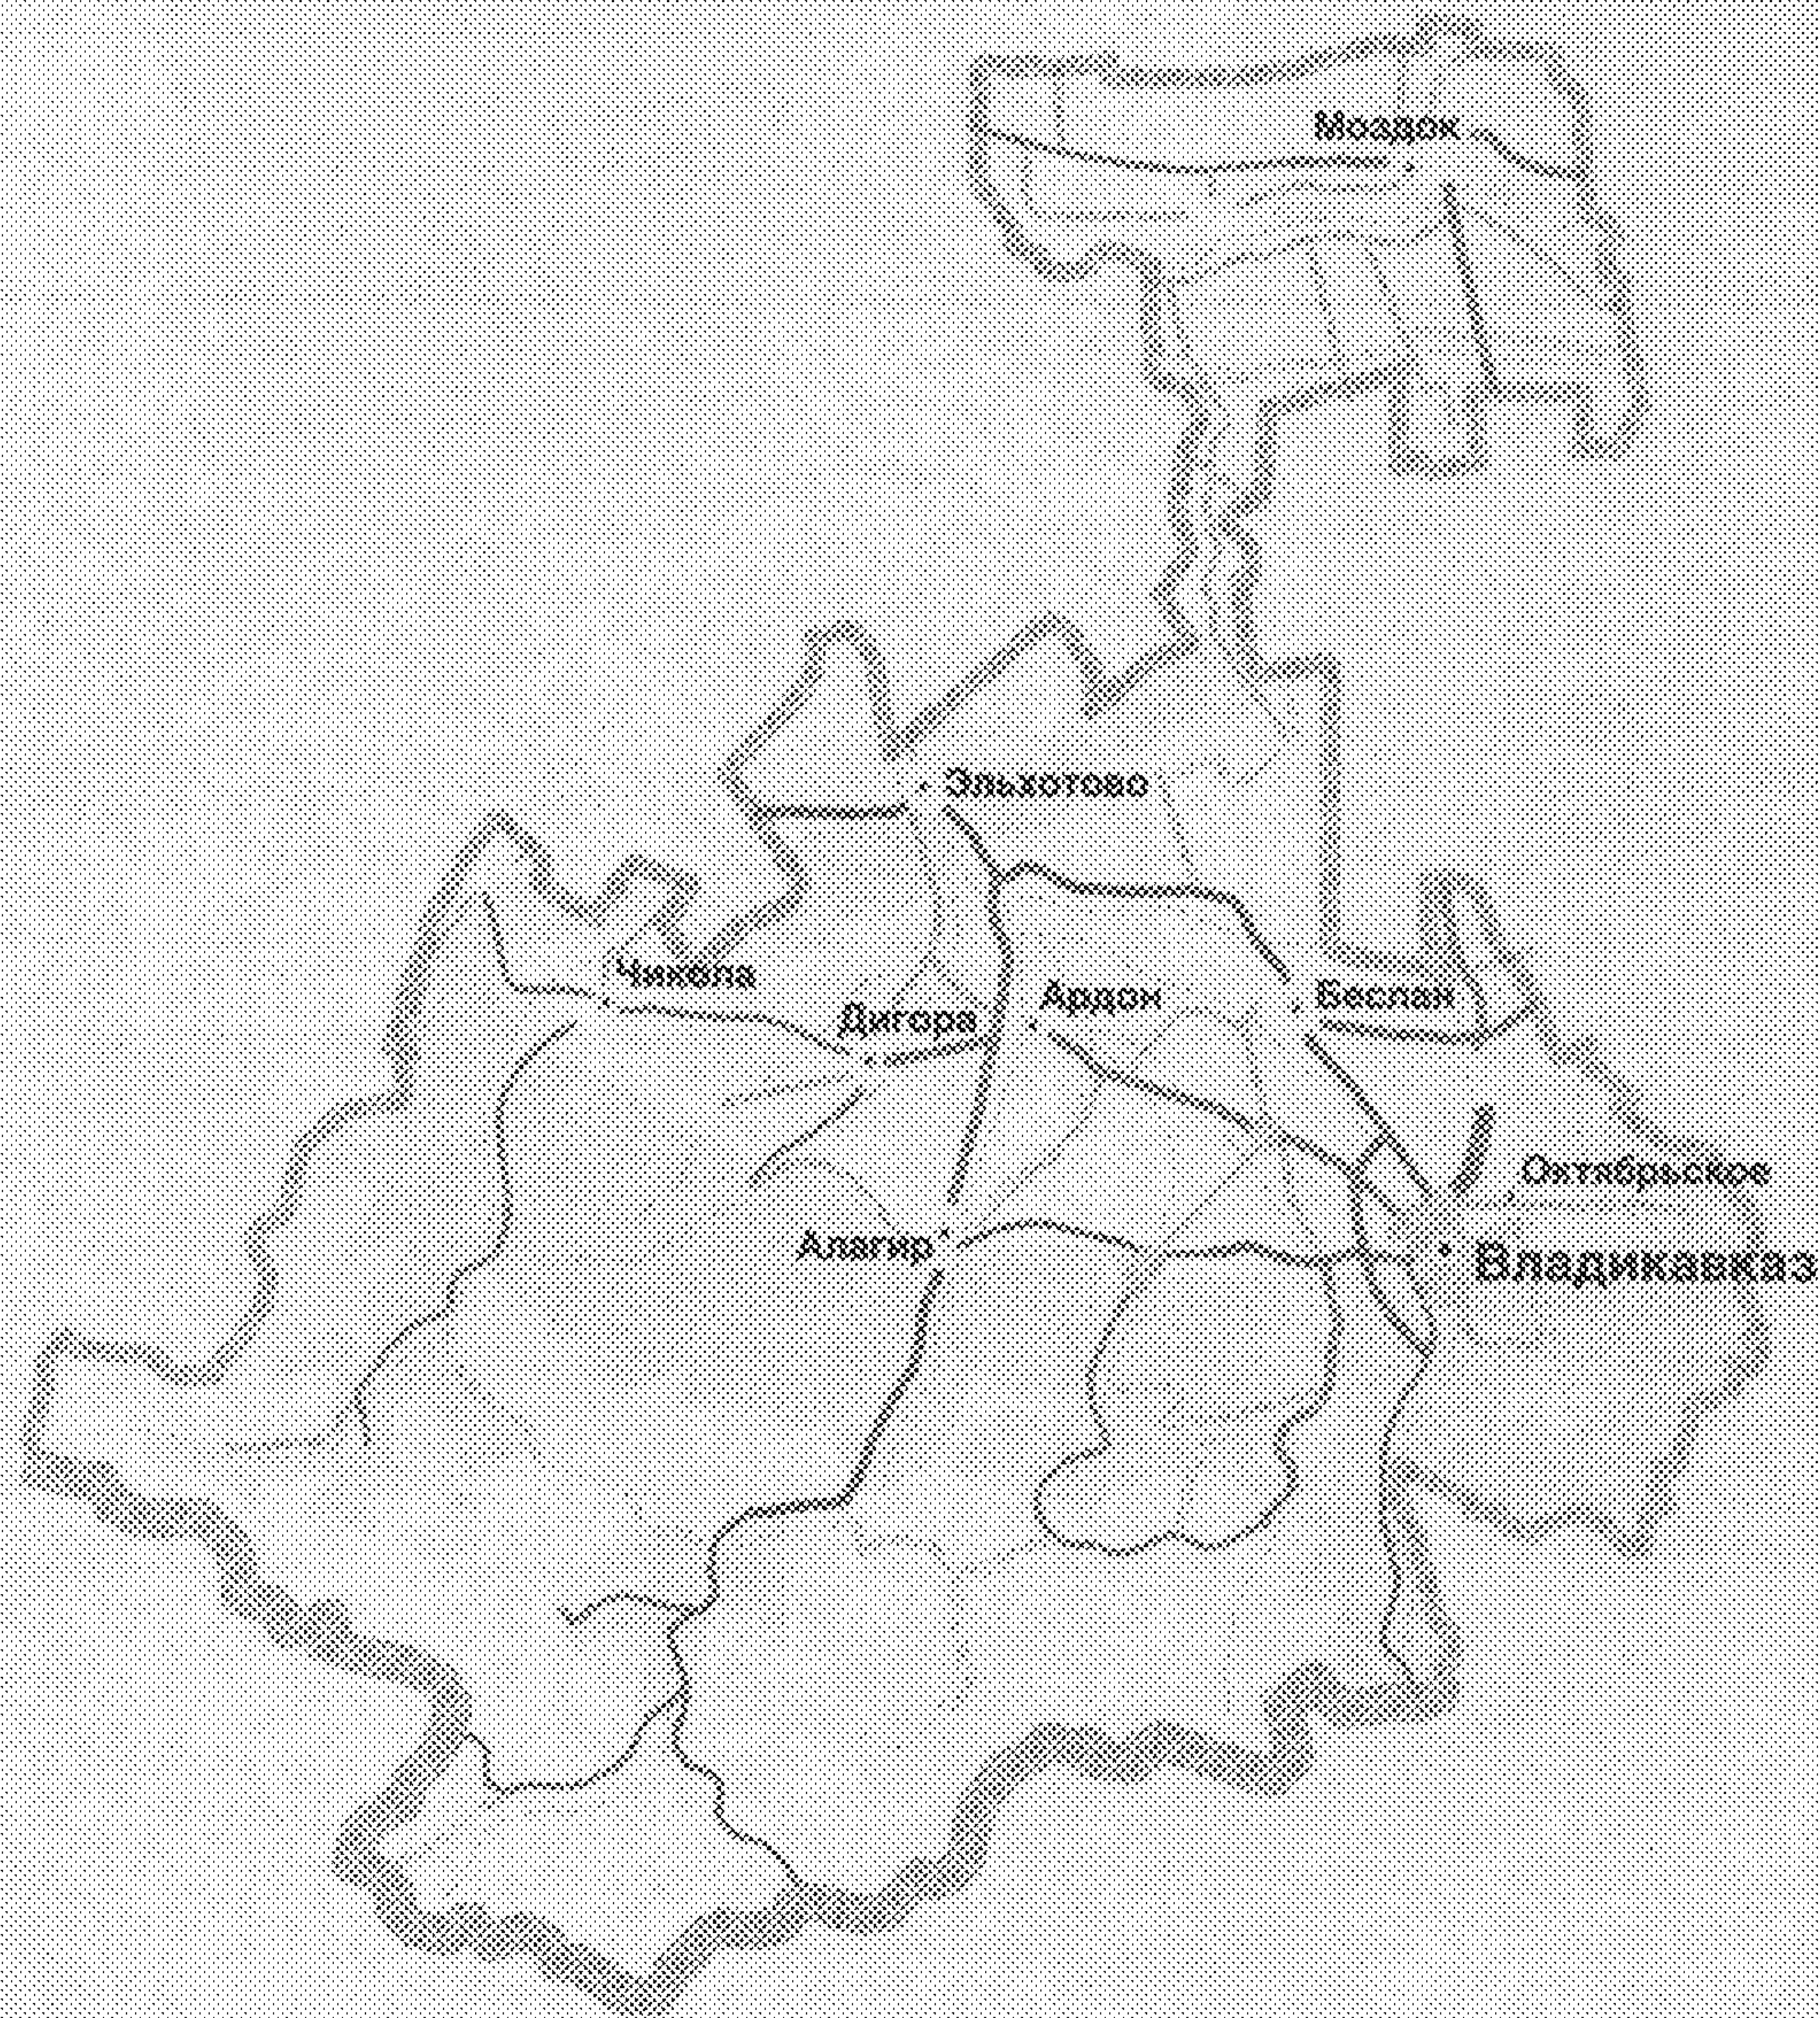 Моздок
Эльхотово
Чикола
Дигора
Ардон
Беслан
Октябрьское
Алагир
Владикавказ